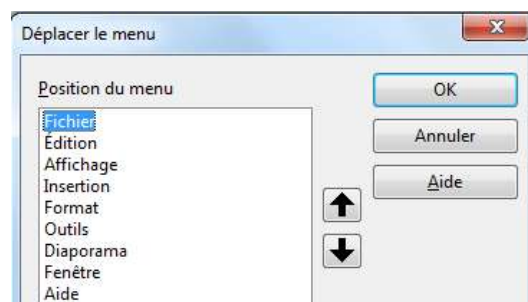 Déplacer le menu
Position du menu
Fichier
Édition
Affichage
Insertion
Format
Outils
Diaporama
Fenêtre
Aide
OK
Annuler
Aide